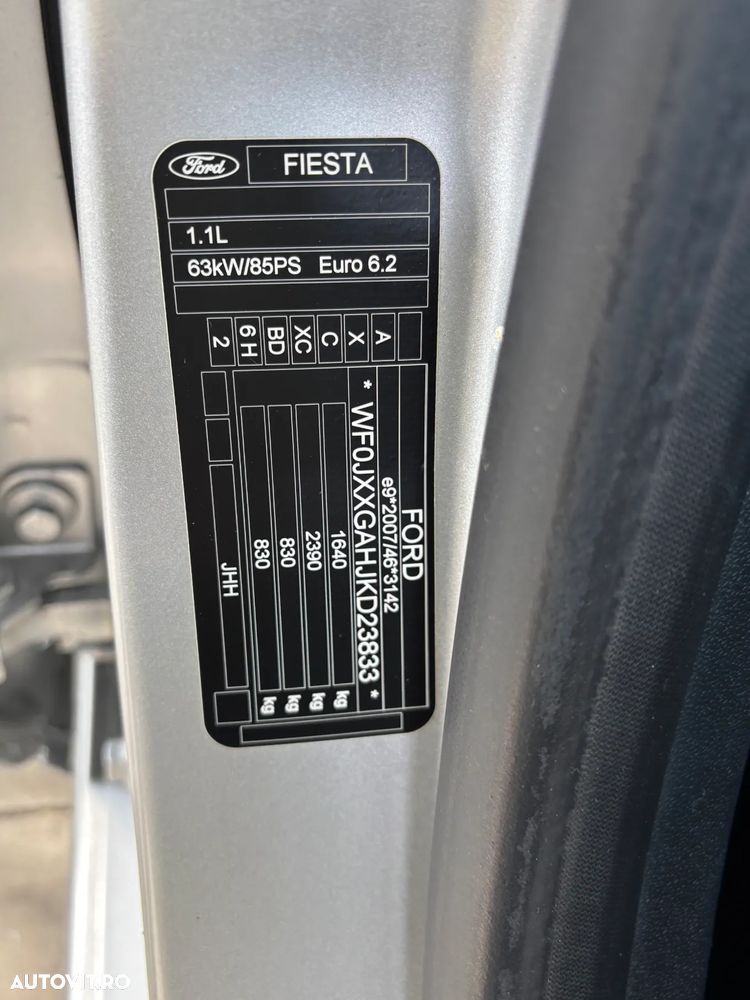 Ford
FIESTA
1.1L
63kW/85PS Euro 6.2
A
X
C
XC
BD
6 H
2
FORD
e9*2007/46*3142
* WF0JXXGAHJKD23833 *
1640 kg
2390 kg
830 kg
830 kg
JHH
AUTOVIT.RO